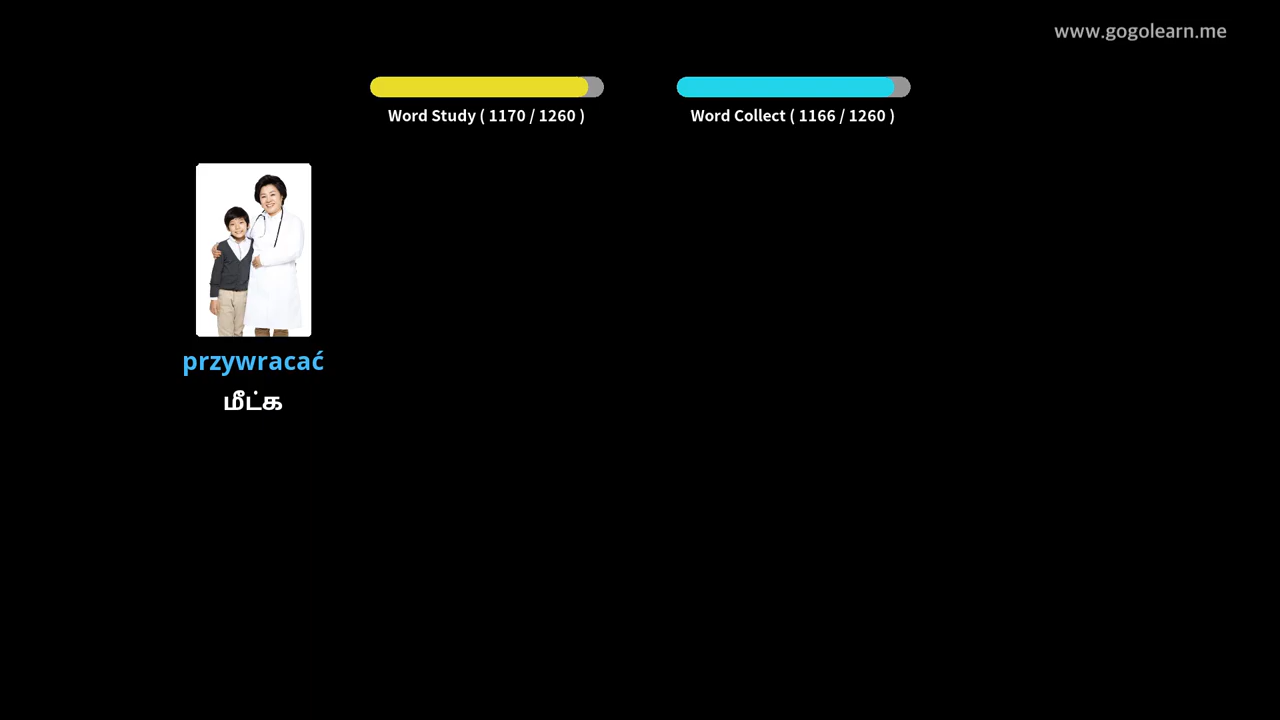 www.gogolearn.me
Word Study ( 1170 / 1260 )
Word Collect ( 1166 / 1260 )
przywracać
மீட்க